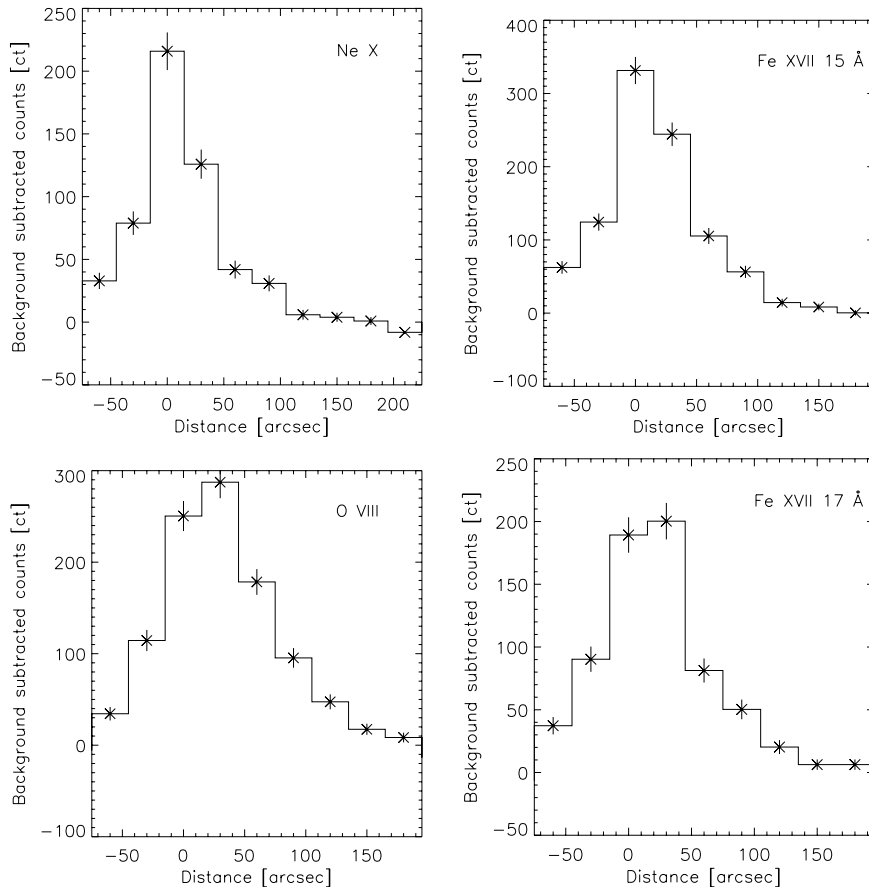 Ne X
Background subtracted counts [ct]
250
200
150
100
50
0
−50
−50 0 50 100 150 200
Distance [arcsec]
Fe XVII 15 Å
Background subtracted counts [ct]
400
300
200
100
0
−100
−50 0 50 100 150
Distance [arcsec]
O VIII
Background subtracted counts [ct]
300
200
100
0
−100
−50 0 50 100 150
Distance [arcsec]
Fe XVII 17 Å
Background subtracted counts [ct]
250
200
150
100
50
0
−50
−50 0 50 100 150
Distance [arcsec]